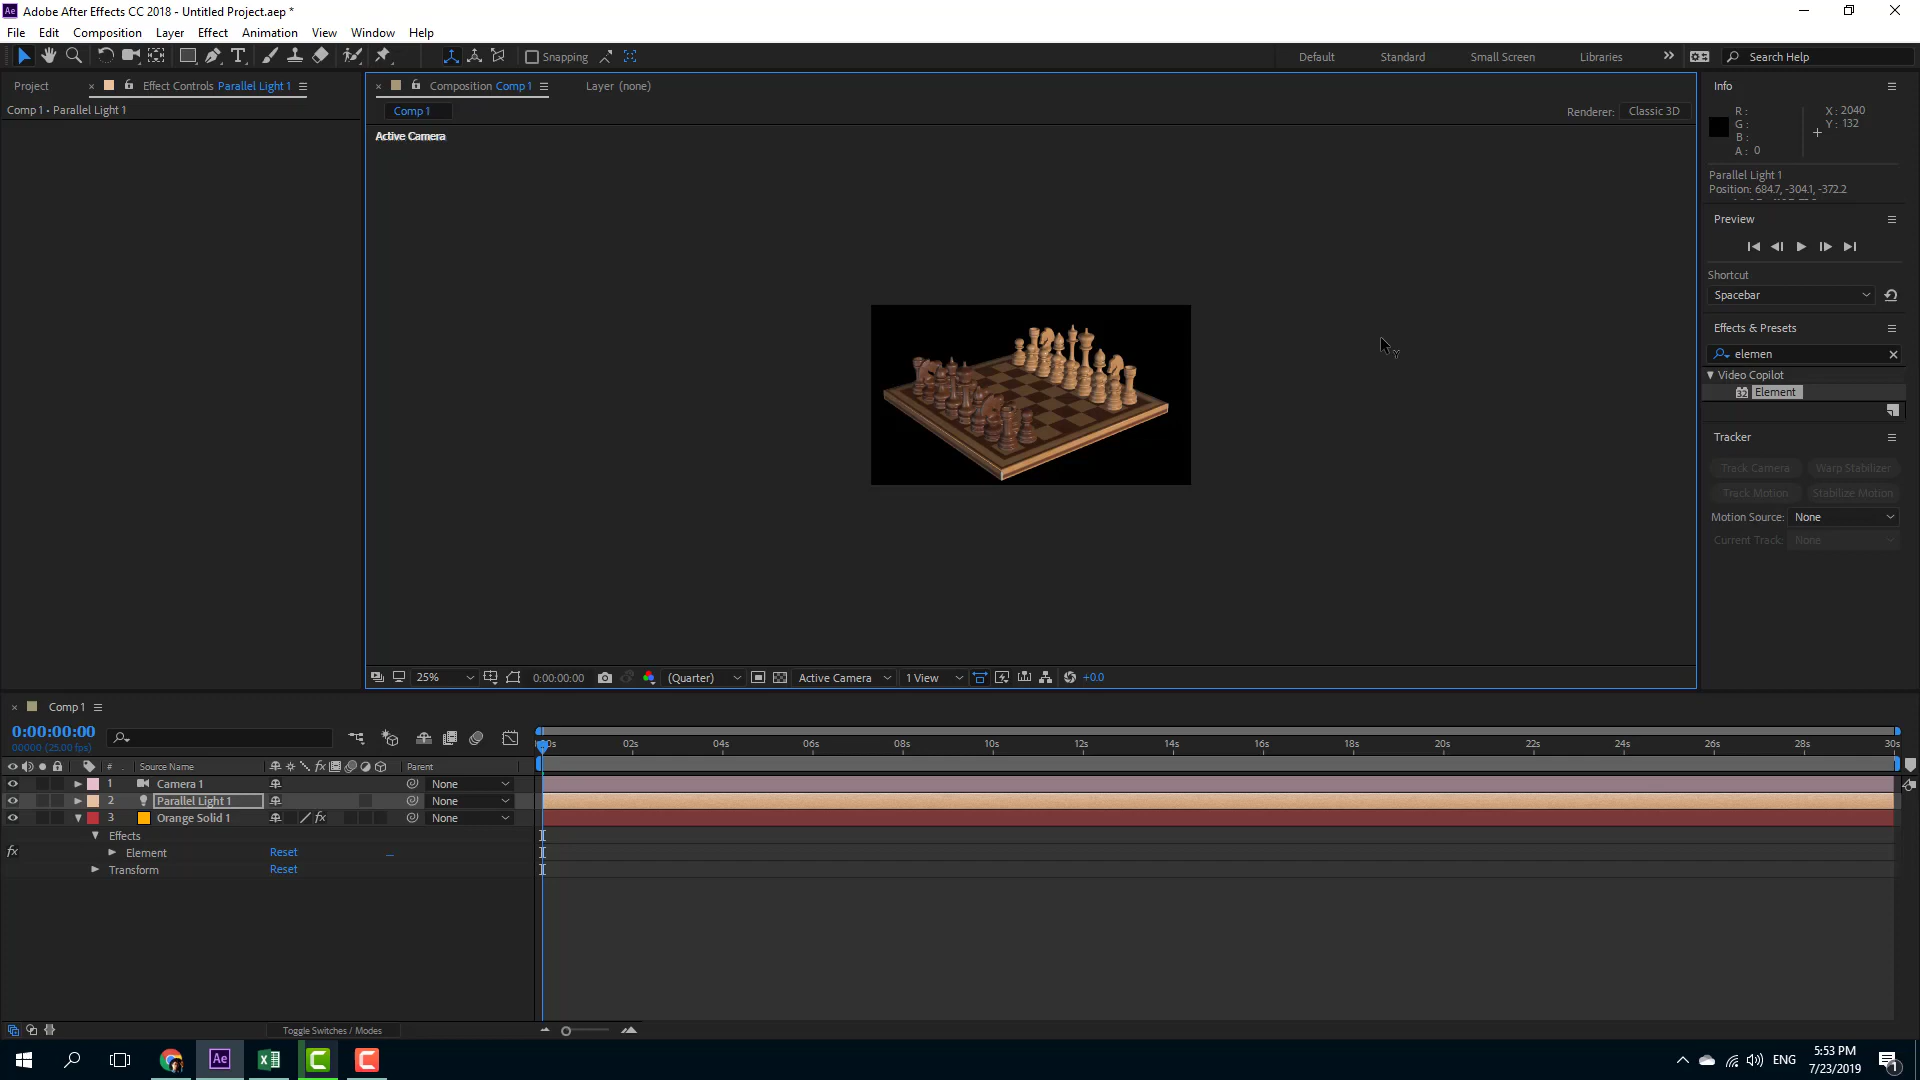 Adobe After Effects CC 2018 - Untitled Project.aep *
File Edit Composition Layer Effect Animation View Window Help
Snapping Default Standard Small Screen Libraries Search Help
Project Effect Controls Parallel Light 1 Composition Comp 1 Layer (none) Info
Comp 1 • Parallel Light 1
Comp 1 Renderer: Classic 3D
Active Camera
R:
G:
B:
A: 0
X: 2040
Y: 132
Parallel Light 1
Position: 684.7, -304.1, -372.2
Preview
Shortcut
Spacebar
Effects & Presets
elemen
Video Copilot
32 Element
Tracker
Track Camera Warp Stabilizer
Track Motion Stabilize Motion
Motion Source: None
Current Track: None
25% 0:00:00:00 (Quarter) Active Camera 1 View +0.0
Comp 1
0:00:00:00
00000 (25.00 fps)
02s 04s 06s 08s 10s 12s 14s 16s 18s 20s 22s 24s 26s 28s 30s
# Source Name fx Parent
1 Camera 1 None
2 Parallel Light 1 None
3 Orange Solid 1 fx None
Effects
fx Element Reset
Transform Reset
Toggle Switches / Modes
Ae ENG
5:53 PM
7/23/2019
1